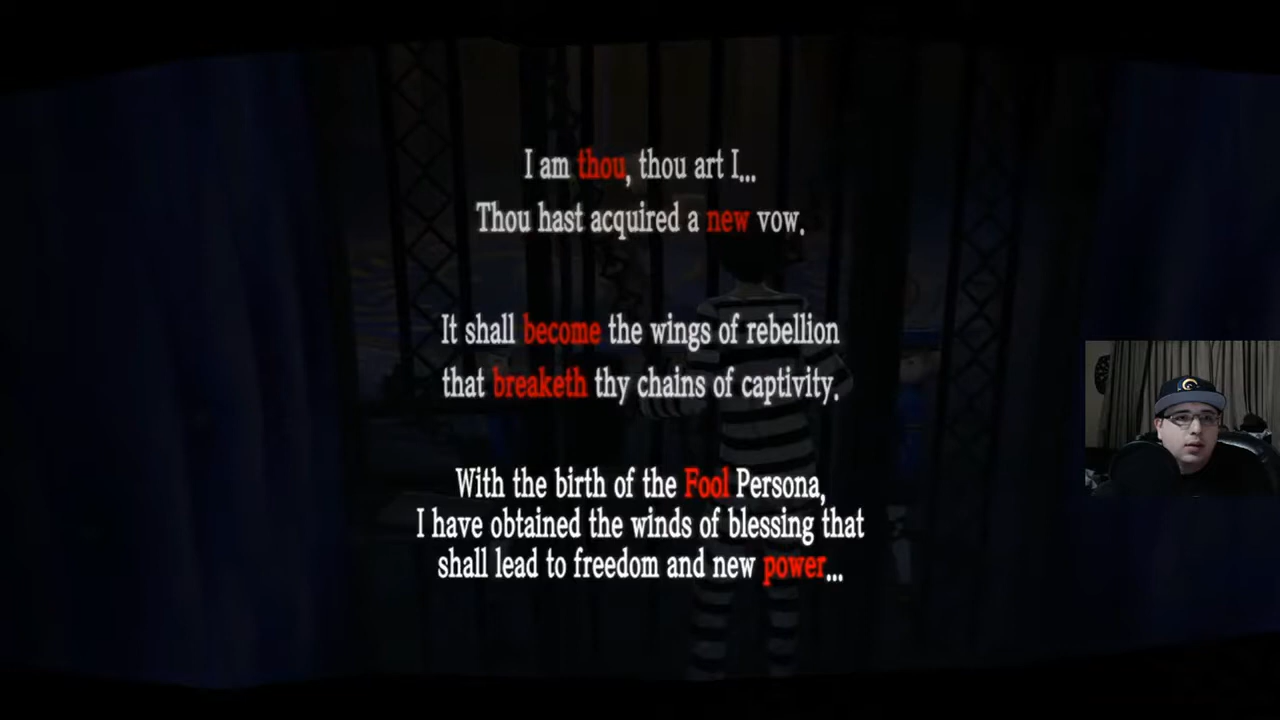 I am thou, thou art I...
Thou hast acquired a new vow.
It shall become the wings of rebellion
that breaketh thy chains of captivity.
With the birth of the Fool Persona,
I have obtained the winds of blessing that
shall lead to freedom and new power...